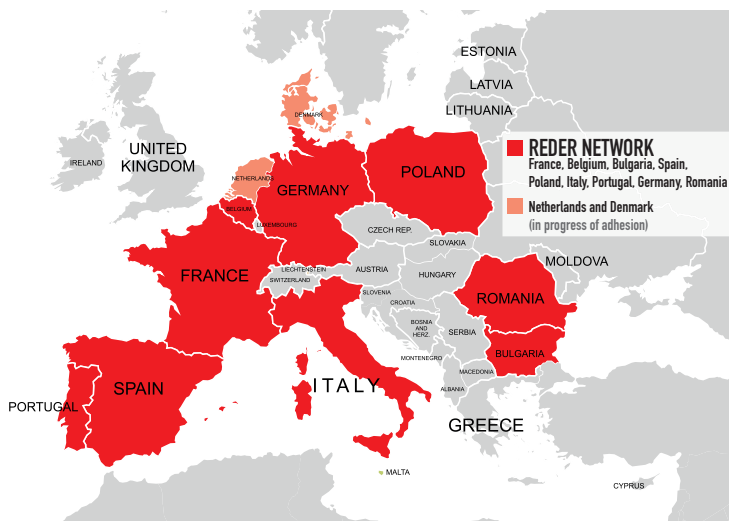 ESTONIA
LATVIA
LITHUANIA
DENMARK
UNITED
KINGDOM
IRELAND
REDER NETWORK
France, Belgium, Bulgaria, Spain,
Poland, Italy, Portugal, Germany, Romania
Netherlands and Denmark
(in progress of adhesion)
NETHERLANDS
GERMANY
POLAND
BELGIUM
LUXEMBOURG
CZECH REP.
SLOVAKIA
MOLDOVA
FRANCE
LIECHTENSTEIN
SWITZERLAND
AUSTRIA
HUNGARY
SLOVENIA
CROATIA
ROMANIA
BOSNIA
AND
HERZ.
SERBIA
MONTENEGRO
BULGARIA
MACEDONIA
ALBANIA
SPAIN
PORTUGAL
ITALY
GREECE
MALTA
CYPRUS